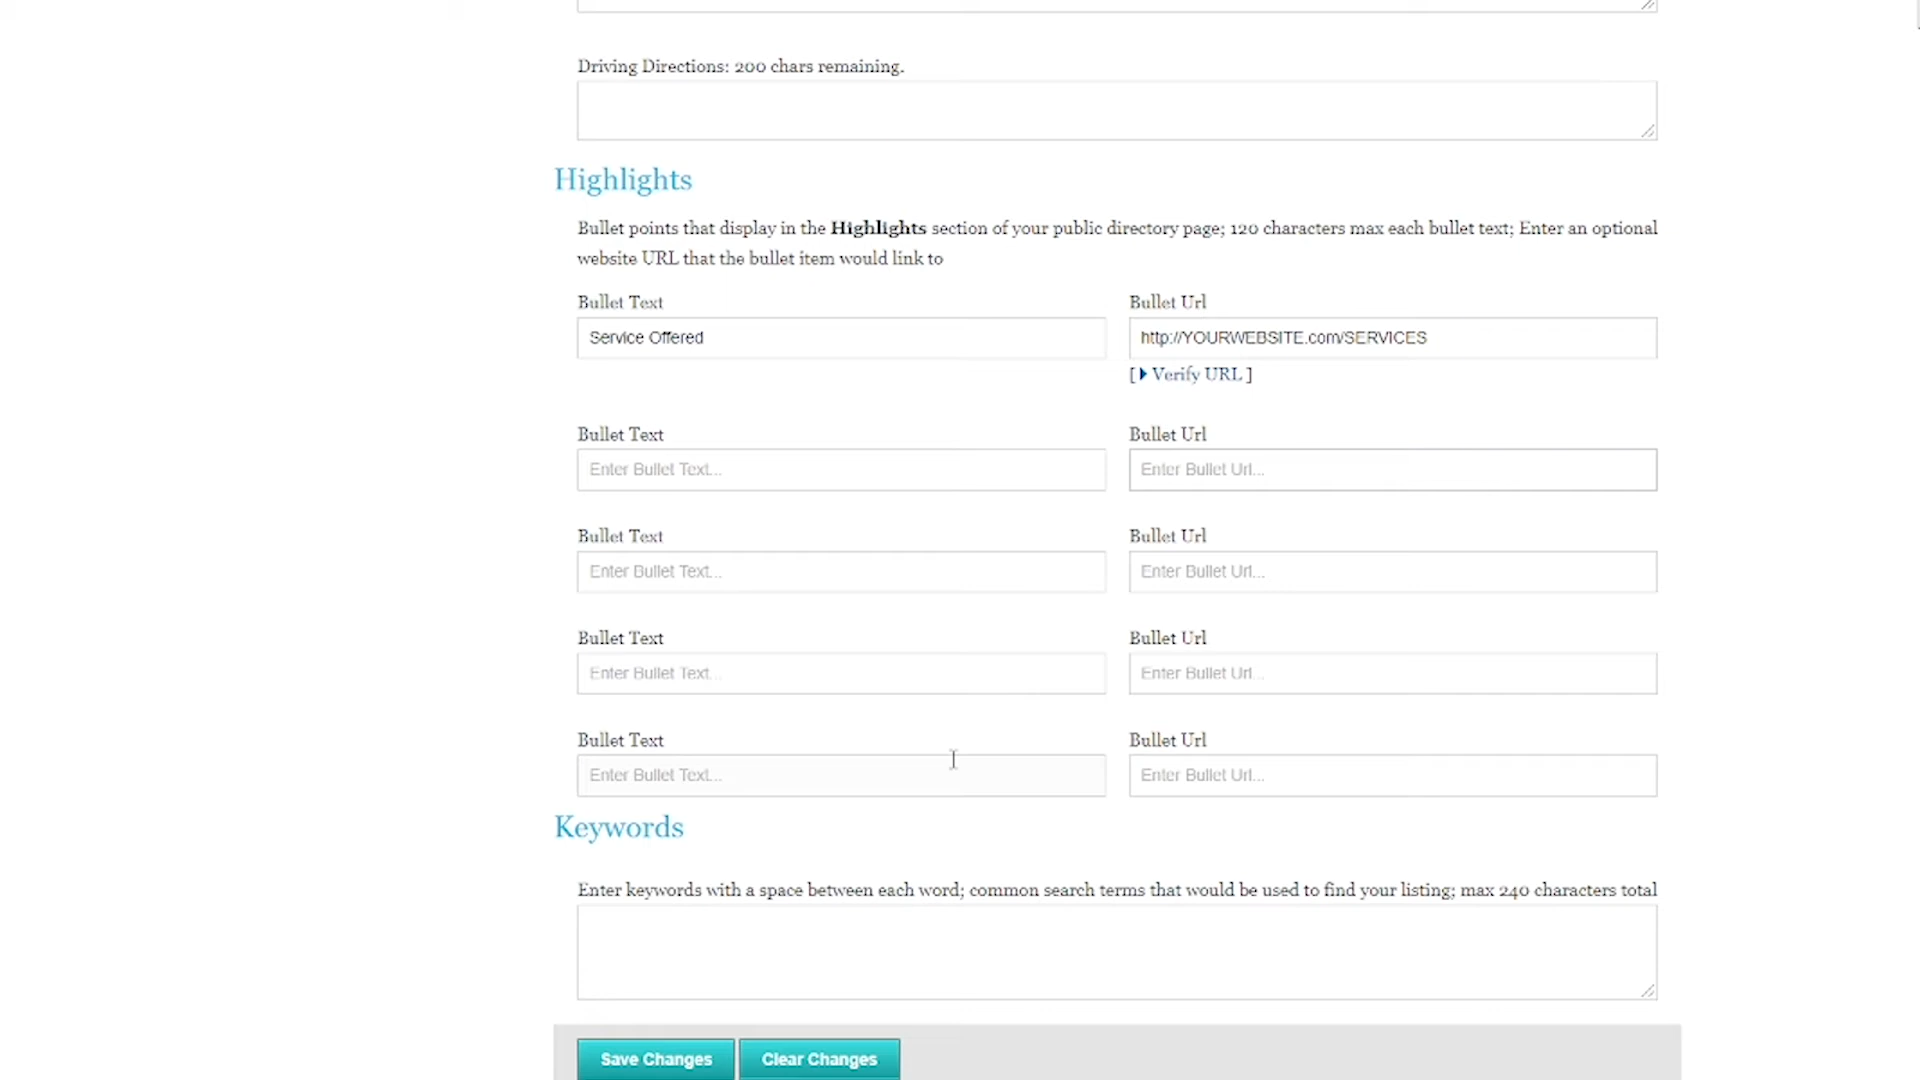 Driving Directions: 200 chars remaining.
Highlights
Bullet points that display in the Highlights section of your public directory page; 120 characters max each bullet text; Enter an optional
website URL that the bullet item would link to
Bullet Text Bullet Url
Service Offered http://YOURWEBSITE.com/SERVICES
[ Verify URL ]
Bullet Text Bullet Url
Enter Bullet Text... Enter Bullet Url...
Bullet Text Bullet Url
Enter Bullet Text... Enter Bullet Url...
Bullet Text Bullet Url
Enter Bullet Text... Enter Bullet Url...
Bullet Text Bullet Url
Enter Bullet Text... Enter Bullet Url...
Keywords
Enter keywords with a space between each word; common search terms that would be used to find your listing; max 240 characters total
Save Changes Clear Changes